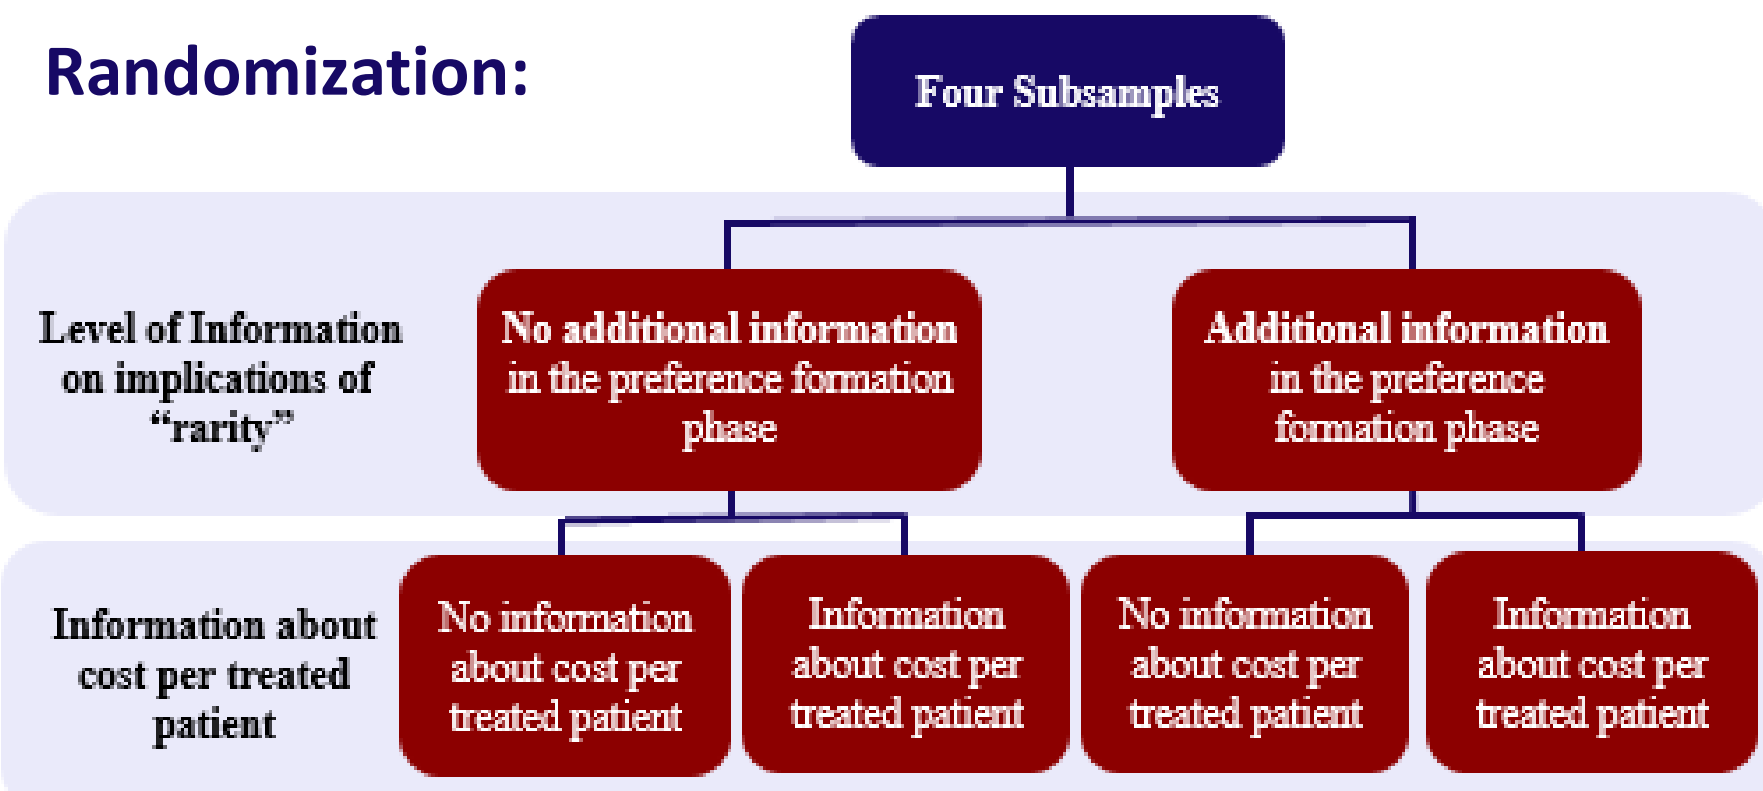 Randomization:
Four Subsamples
Level of Information
on implications of
“rarity”
No additional information
in the preference formation
phase
Additional information
in the preference
formation phase
Information about
cost per treated
patient
No information
about cost per
treated patient
Information
about cost per
treated patient
No information
about cost per
treated patient
Information
about cost per
treated patient